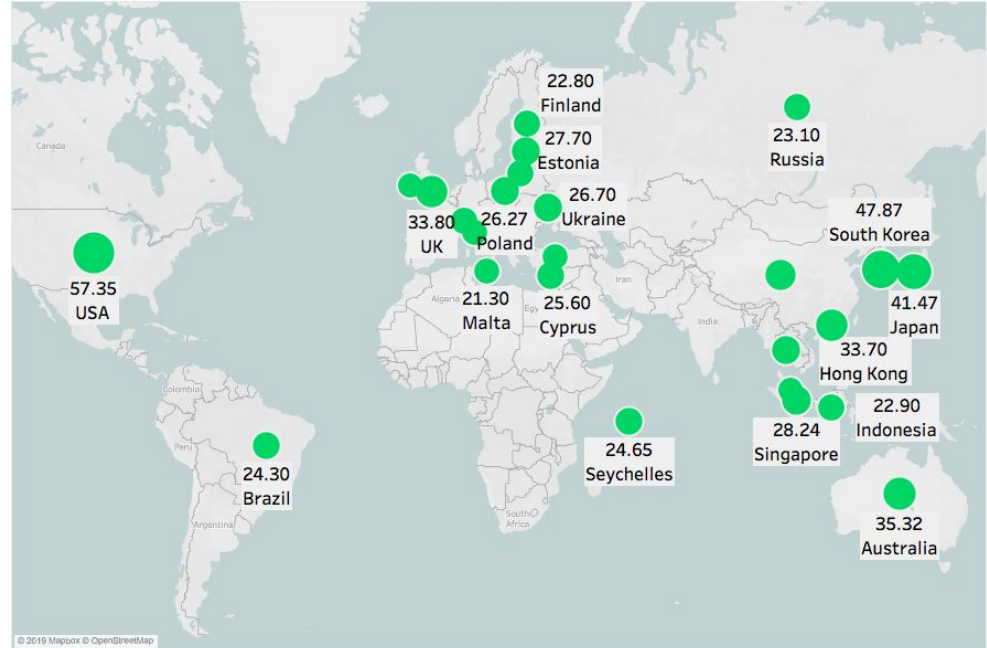 22.80
Finland
27.70
Estonia
23.10
Russia
Canada
26.70
Ukraine
33.80
UK
26.27
Poland
47.87
South Korea
57.35
USA
Algeria
21.30
Malta
Egy
25.60
Cyprus
Iran
India
41.47
Japan
33.70
Hong Kong
Colombia
22.90
Indonesia
28.24
Singapore
Peru
24.30
Brazil
24.65
Seychelles
Argentina
South
Africa
35.32
Australia
© 2019 Mapbox © OpenStreetMap